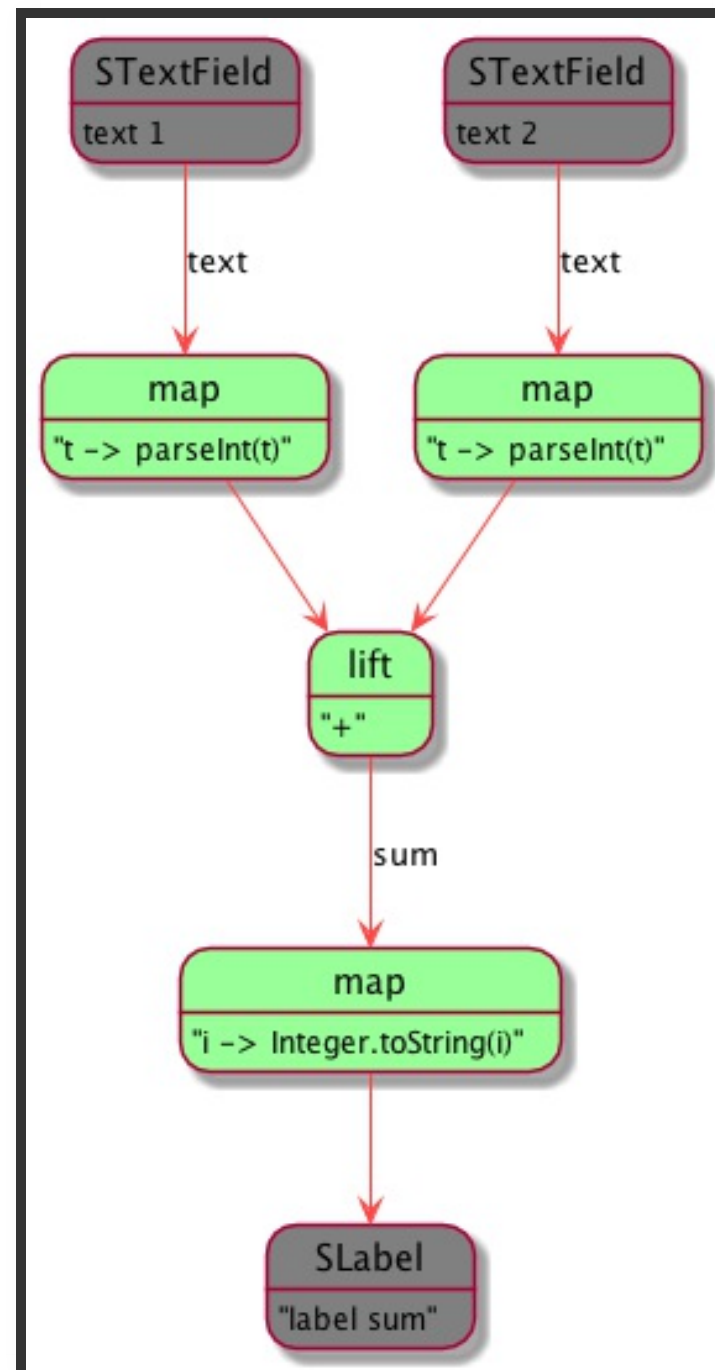 STextField
text 1
STextField
text 2
text
text
map
"t -> parseInt(t)"
map
"t -> parseInt(t)"
lift
"+"
sum
map
"i -> Integer.toString(i)"
SLabel
"label sum"